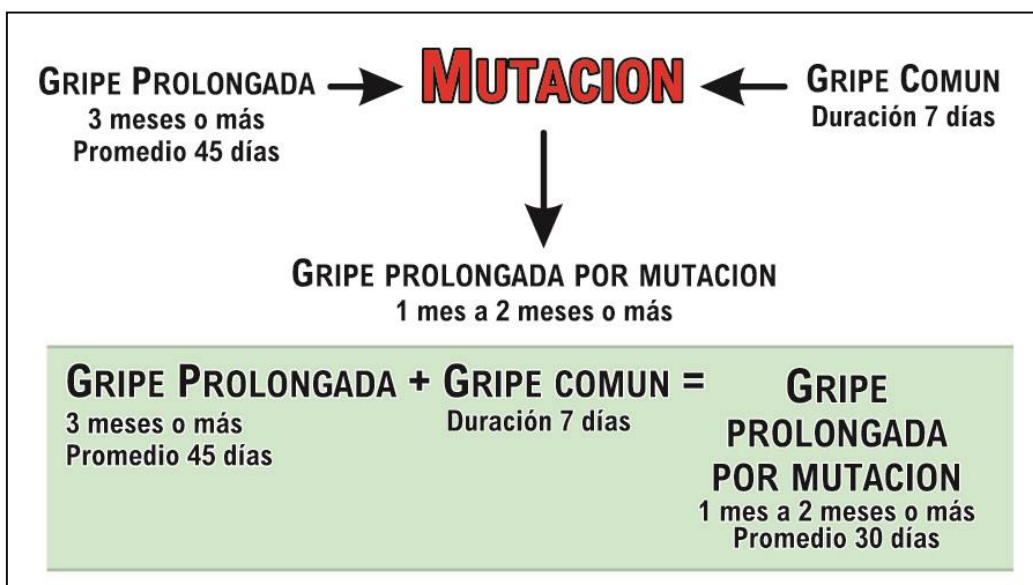 GRIPE PROLONGADA
3 meses o más
Promedio 45 días
MUTACION
GRIPE COMUN
Duración 7 días
GRIPE PROLONGADA POR MUTACION
1 mes a 2 meses o más
GRIPE PROLONGADA + GRIPE COMUN =
3 meses o más
Promedio 45 días
Duración 7 días
GRIPE
PROLONGADA
POR MUTACION
1 mes a 2 meses o más
Promedio 30 días